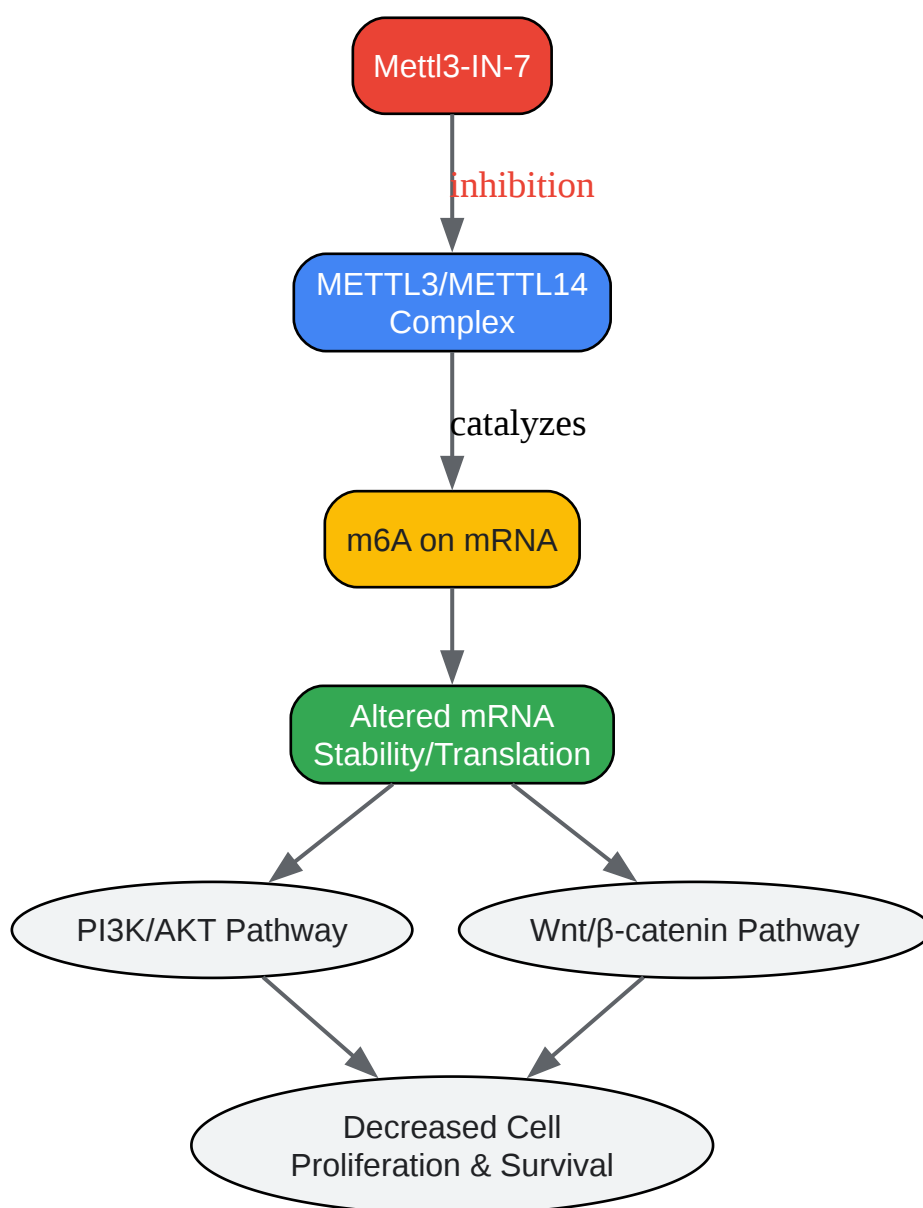 Mettl3-IN-7
inhibition
METTL3/METTL14
Complex
catalyzes
m6A on mRNA
Altered mRNA
Stability/Translation
PI3K/AKT Pathway
Wnt/β-catenin Pathway
Decreased Cell
Proliferation & Survival